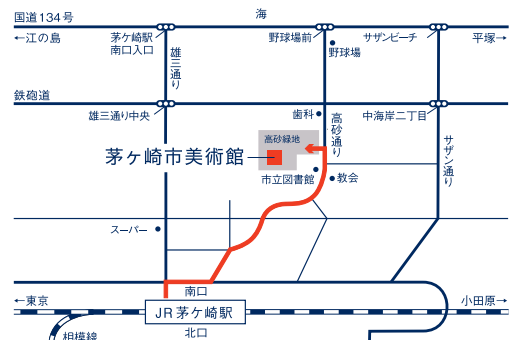 国道134号
海
←江の島
茅ケ崎駅
南口入口
雄三通り
野球場前
野球場
サザンビーチ
平塚→
鉄砲道
雄三通り中央
歯科
高砂通り
中海岸二丁目
高砂緑地
茅ヶ崎市美術館
サザン通り
市立図書館
教会
スーパー
南口
←東京
JR茅ケ崎駅
小田原→
北口
相模線